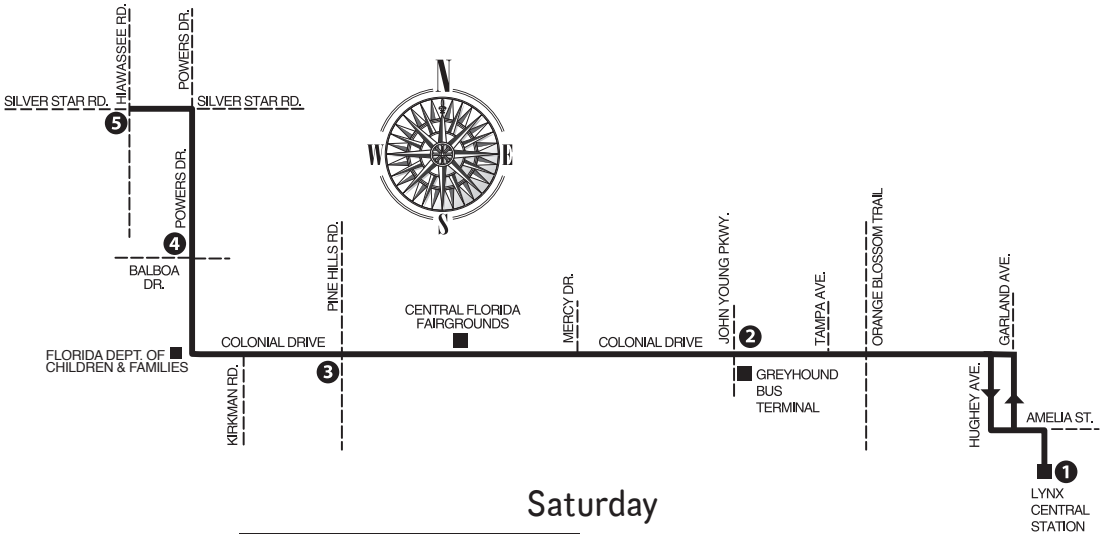 HIAWASSEE RD.
POWERS DR.
SILVER STAR RD.
SILVER STAR RD.
5
POWERS DR.
4
BALBOA
DR.
N
W
E
S
PINE HILLS RD.
CENTRAL FLORIDA
FAIRGROUNDS
MERCY DR.
JOHN YOUNG PKWY.
TAMPA AVE.
ORANGE BLOSSOM TRAIL
GARLAND AVE.
COLONIAL DRIVE
COLONIAL DRIVE
2
FLORIDA DEPT. OF
CHILDREN & FAMILIES
KIRKMAN RD.
3
GREYHOUND
BUS
TERMINAL
HUGHEY AVE.
AMELIA ST.
1
LYNX
CENTRAL
STATION
Saturday